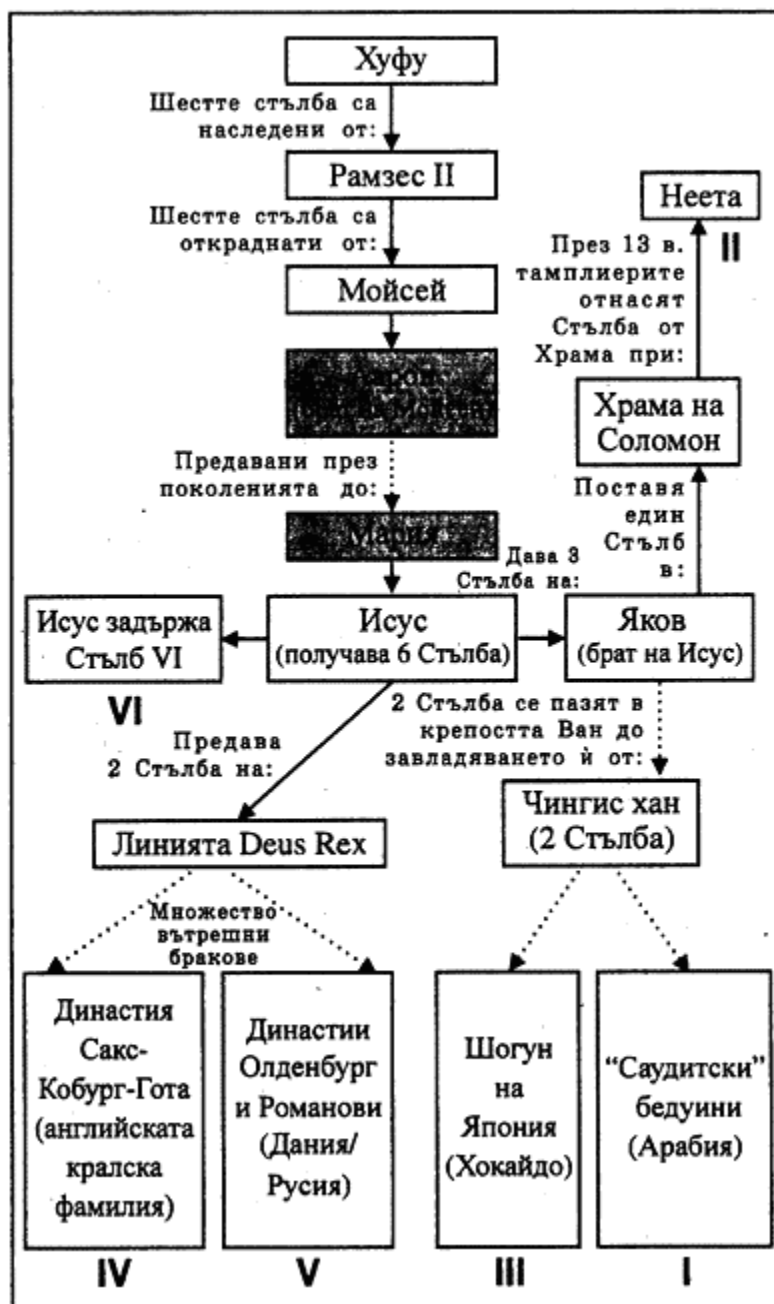 Хуфу
Шестте стълба са
наследени от:
Рамзес II
Шестте стълба са
откраднати от:
Мойсей
Предавани през
поколенията до:
Мария
Дава 3
Стълба на:
Исус
(получава 6 Стълба)
Исус задържа
Стълб VI
VI
Яков
(брат на Исус)
Поставя
един
Стълб
в:
Храма на
Соломон
През 13 в.
тамплиерите
отнасят
Стълба от
Храма при:
Неета
II
Предава
2 Стълба на:
Линията Deus Rex
2 Стълба се пазят в
крепостта Ван до
завладяването ѝ от:
Чингис хан
(2 Стълба)
Множество
вътрешни
бракове
Династия
Сакс-
Кобург-Гота
(английската
кралска
фамилия)
IV
Династии
Олденбург
и Романови
(Дания/
Русия)
V
Шогун
на
Япония
(Хокайдо)
III
“Саудитски”
бедуини
(Арабия)
I